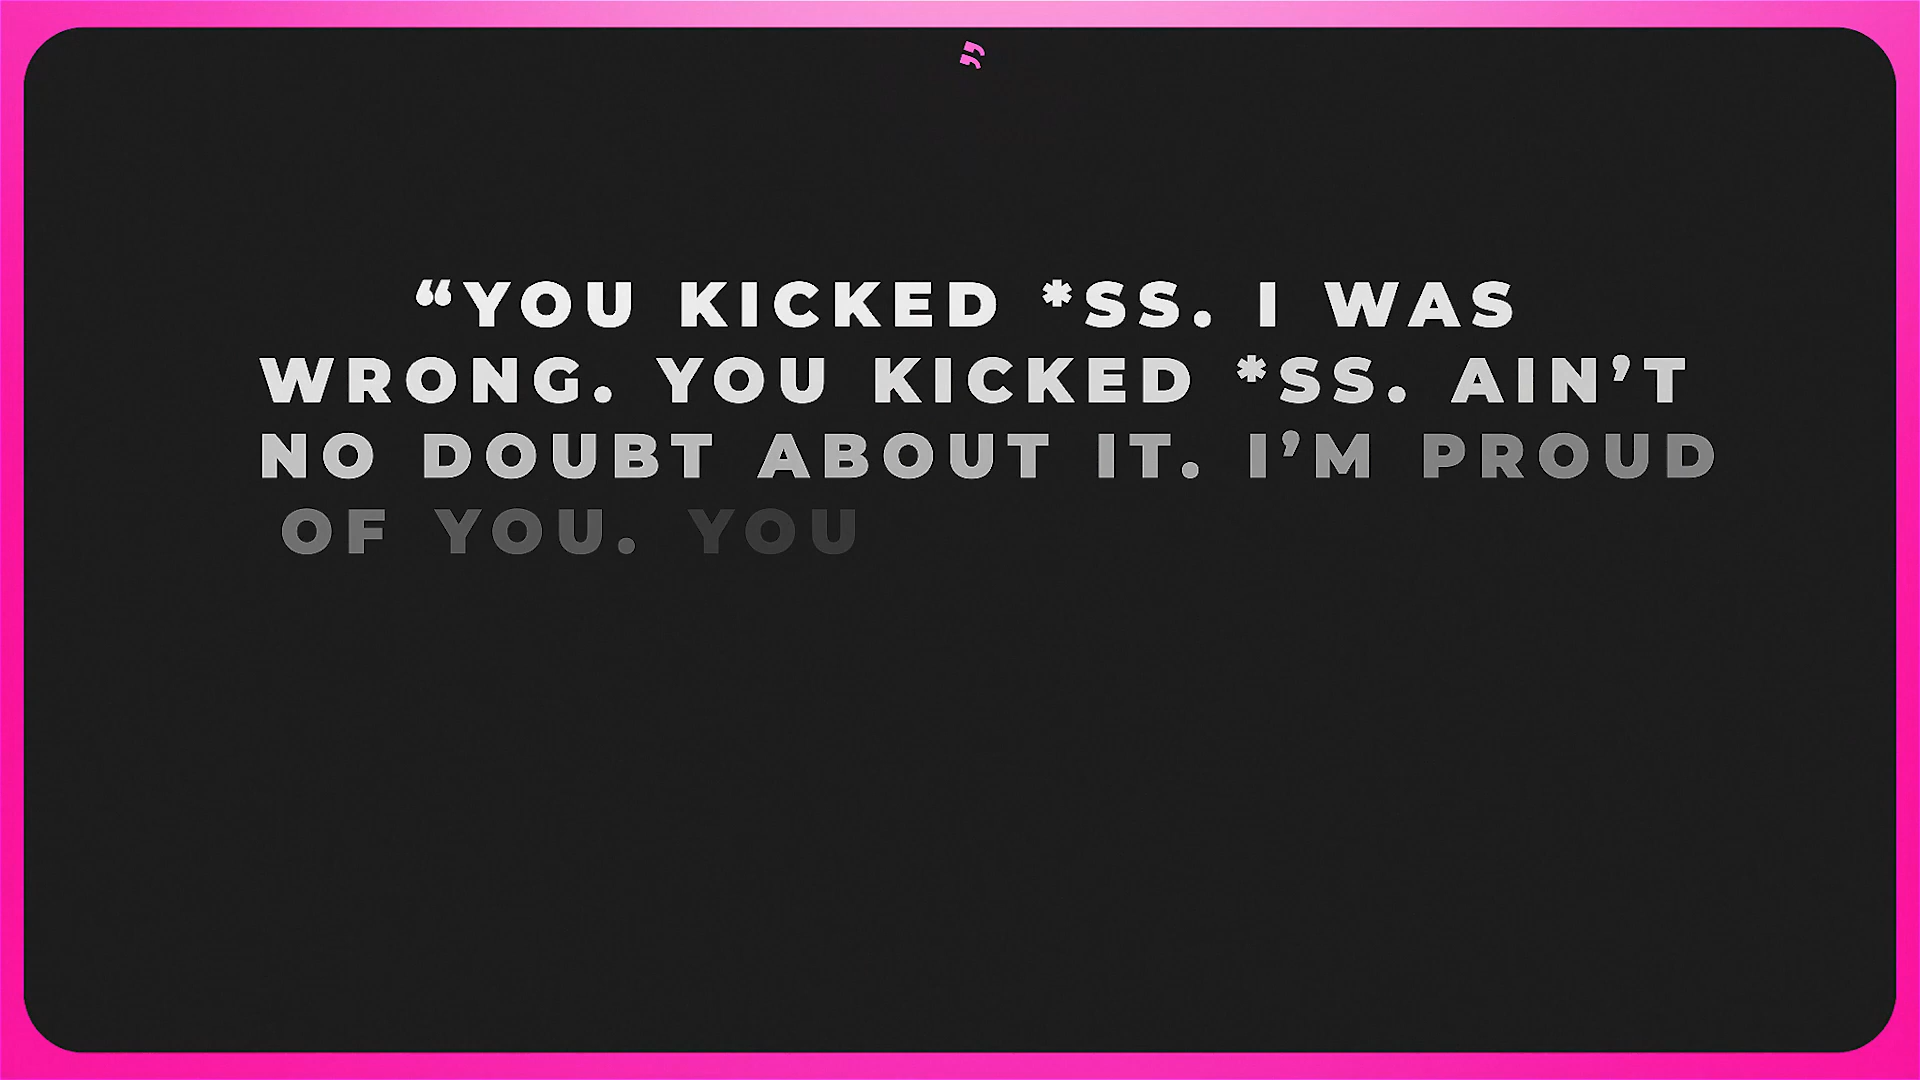 “YOU KICKED *SS. I WAS
WRONG. YOU KICKED *SS. AIN’T
NO DOUBT ABOUT IT. I’M PROUD
OF YOU. YOU